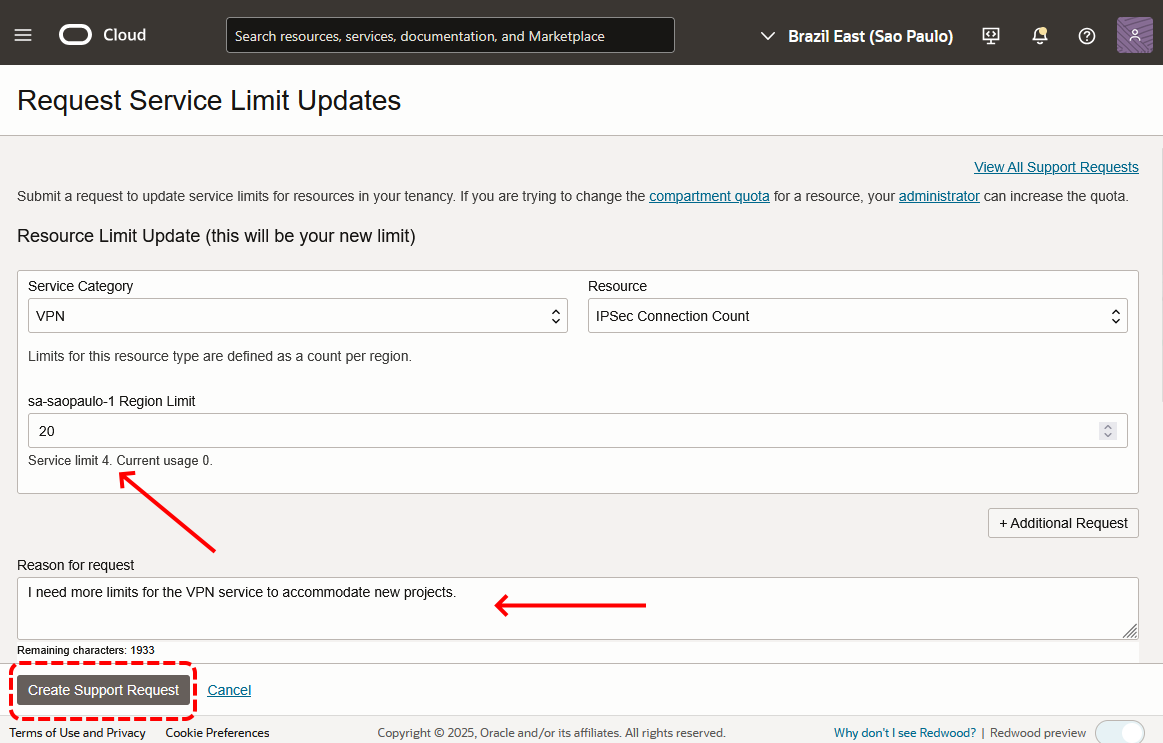 Cloud
Search resources, services, documentation, and Marketplace
Brazil East (Sao Paulo)
Request Service Limit Updates
View All Support Requests
Submit a request to update service limits for resources in your tenancy. If you are trying to change the compartment quota for a resource, your administrator can increase the quota.
Resource Limit Update (this will be your new limit)
Service Category
Resource
VPN
IPSec Connection Count
Limits for this resource type are defined as a count per region.
sa-saopaulo-1 Region Limit
20
Service limit 4. Current usage 0.
+ Additional Request
Reason for request
I need more limits for the VPN service to accommodate new projects.
Remaining characters: 1933
Create Support Request
Cancel
Terms of Use and Privacy
Cookie Preferences
Copyright © 2025, Oracle and/or its affiliates. All rights reserved.
Why don't I see Redwood? | Redwood preview